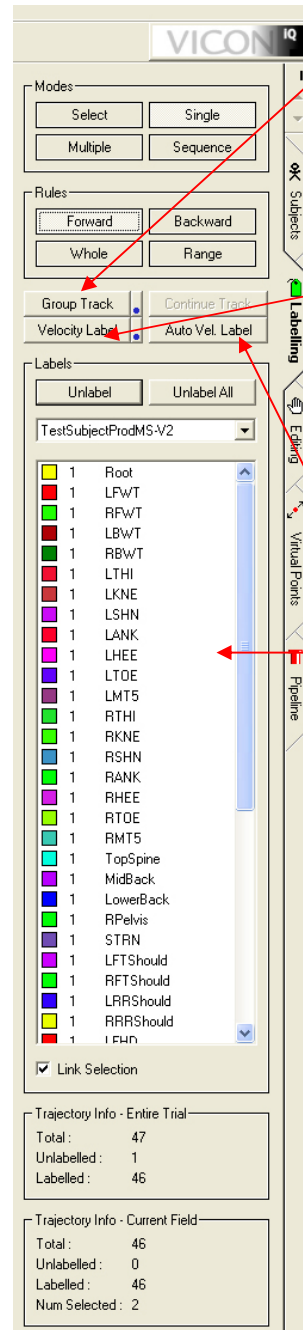 VICON IQ
Modes
Select Single
Multiple Sequence
Rules
Forward Backward
Whole Range
Group Track Continue Track
Velocity Label Auto Vel. Label
Labels
Unlabel Unlabel All
TestSubjectProdMS-V2
1 Root
1 LFWT
1 RFWT
1 LBWT
1 RBWT
1 LTHI
1 LKNE
1 LSHN
1 LANK
1 LHEE
1 LTOE
1 LMT5
1 RTHI
1 RKNE
1 RSHN
1 RANK
1 RHEE
1 RTOE
1 RMT5
1 TopSpine
1 MidBack
1 LowerBack
1 RPelvis
1 STRN
1 LFTShould
1 RFTShould
1 LRRShould
1 RRRShould
1 LFHD
Link Selection
Trajectory Info - Entire Trial
Total : 47
Unlabelled : 1
Labelled : 46
Trajectory Info - Current Field
Total : 46
Unlabelled : 0
Labelled : 46
Num Selected : 2
Subjects
Labelling
Editing
Virtual Points
Pipeline